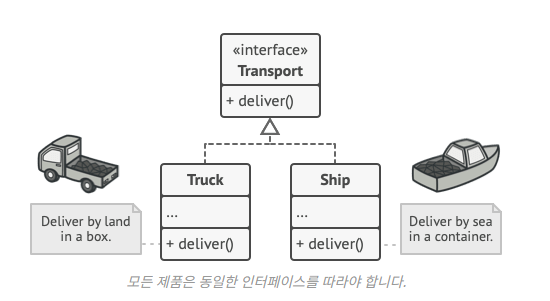 «interface»
Transport
+ deliver()
Truck
...
+ deliver()
Ship
...
+ deliver()
Deliver by land
in a box.
Deliver by sea
in a container.
모든 제품은 동일한 인터페이스를 따라야 합니다.